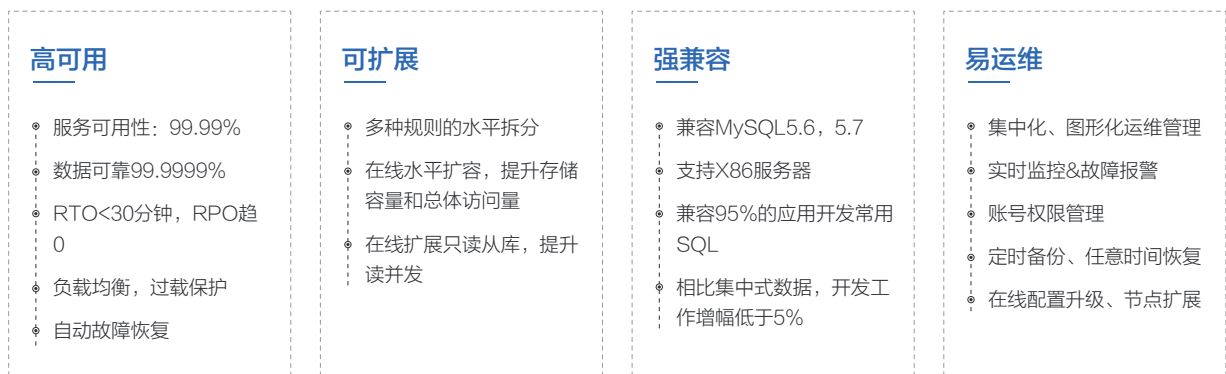 高可用
服务可用性：99.99%
数据可靠99.9999%
RTO<30分钟，RPO趋
0
负载均衡，过载保护
自动故障恢复
可扩展
多种规则的水平拆分
在线水平扩容，提升存储
容量和总体访问量
在线扩展只读从库，提升
读并发
强兼容
兼容MySQL5.6，5.7
支持X86服务器
兼容95%的应用开发常用
SQL
相比集中式数据，开发工
作增幅低于5%
易运维
集中化、图形化运维管理
实时监控&故障报警
账号权限管理
定时备份、任意时间恢复
在线配置升级、节点扩展